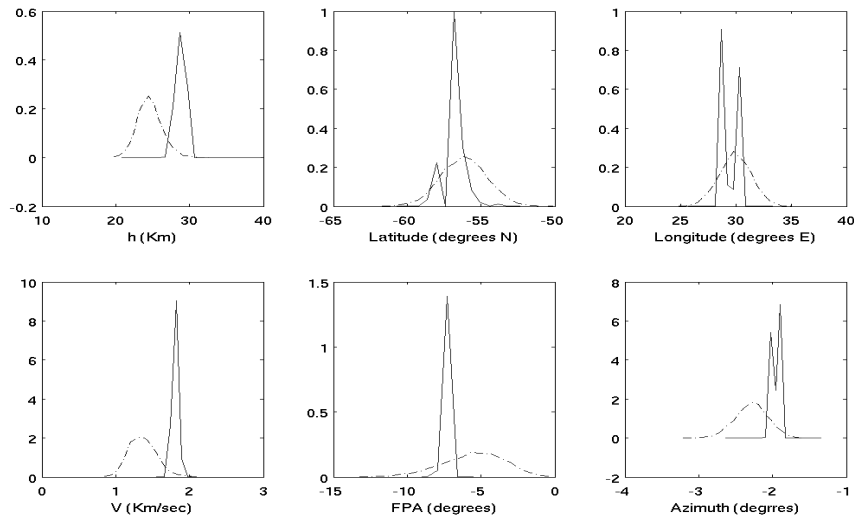 0.6
0.4
0.2
0
-0.2
10 20 30 40
h (Km)
1
0.8
0.6
0.4
0.2
0
-65 -60 -55 -50
Latitude (degrees N)
1
0.8
0.6
0.4
0.2
0
20 25 30 35 40
Longitude (degrees E)
10
8
6
4
2
0
0 1 2 3
V (Km/sec)
1.5
1
0.5
0
-15 -10 -5 0
FPA (degrees)
8
6
4
2
0
-2
-4 -3 -2 -1
Azimuth (degrres)